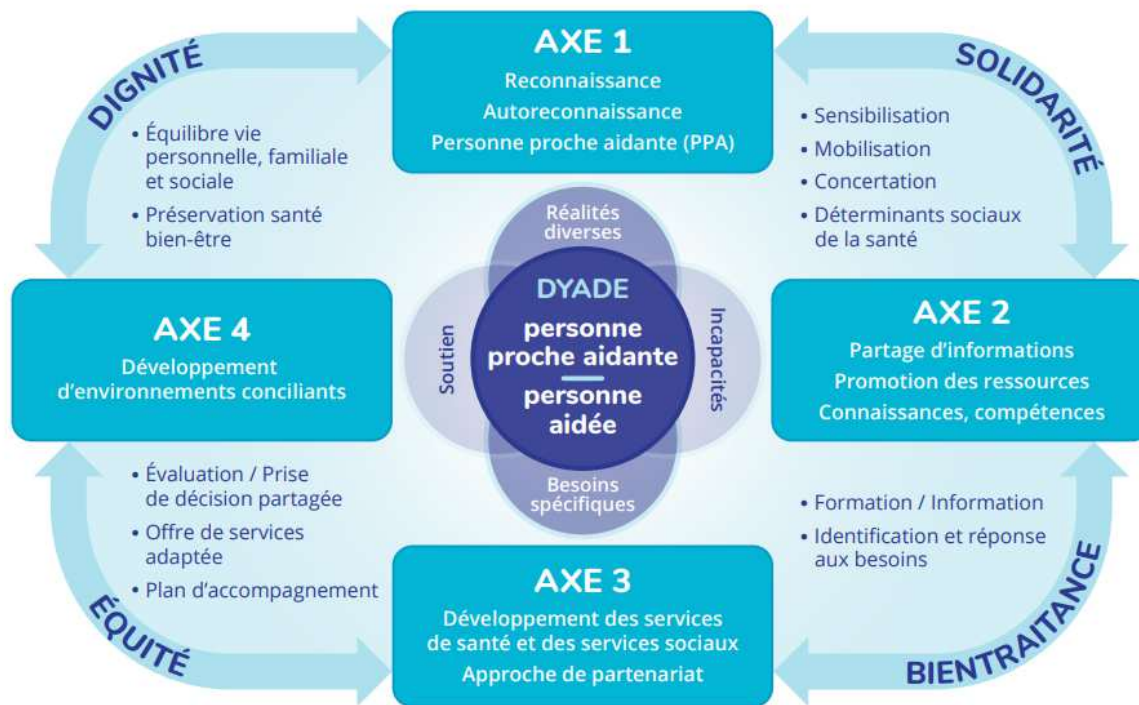 AXE 1
Reconnaissance
Autoreconnaissance
Personne proche aidante (PPA)
DIGNITÉ
SOLIDARITÉ
• Équilibre vie
personnelle, familiale
et sociale
• Préservation santé
bien-être
• Sensibilisation
• Mobilisation
• Concertation
• Déterminants sociaux
de la santé
Réalités
diverses
AXE 4
Développement
d'environnements conciliants
Soutien
DYADE
personne
proche aidante
personne
aidée
Incapacités
Besoins
spécifiques
AXE 2
Partage d'informations
Promotion des ressources
Connaissances, compétences
• Évaluation / Prise
de décision partagée
• Offre de services
adaptée
• Plan d'accompagnement
• Formation / Information
• Identification et réponse
aux besoins
ÉQUITÉ
BIENTRAITANCE
AXE 3
Développement des services
de santé et des services sociaux
Approche de partenariat